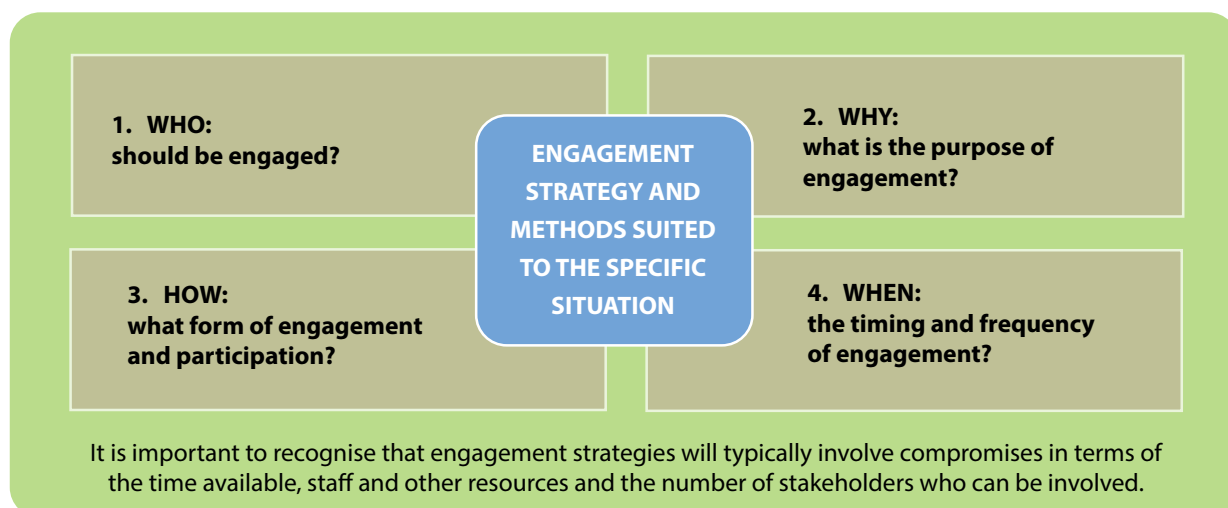 1. WHO:
should be engaged?
2. WHY:
what is the purpose of
engagement?
ENGAGEMENT
STRATEGY AND
METHODS SUITED
TO THE SPECIFIC
SITUATION
3. HOW:
what form of engagement
and participation?
4. WHEN:
the timing and frequency
of engagement?
It is important to recognise that engagement strategies will typically involve compromises in terms of
the time available, staff and other resources and the number of stakeholders who can be involved.